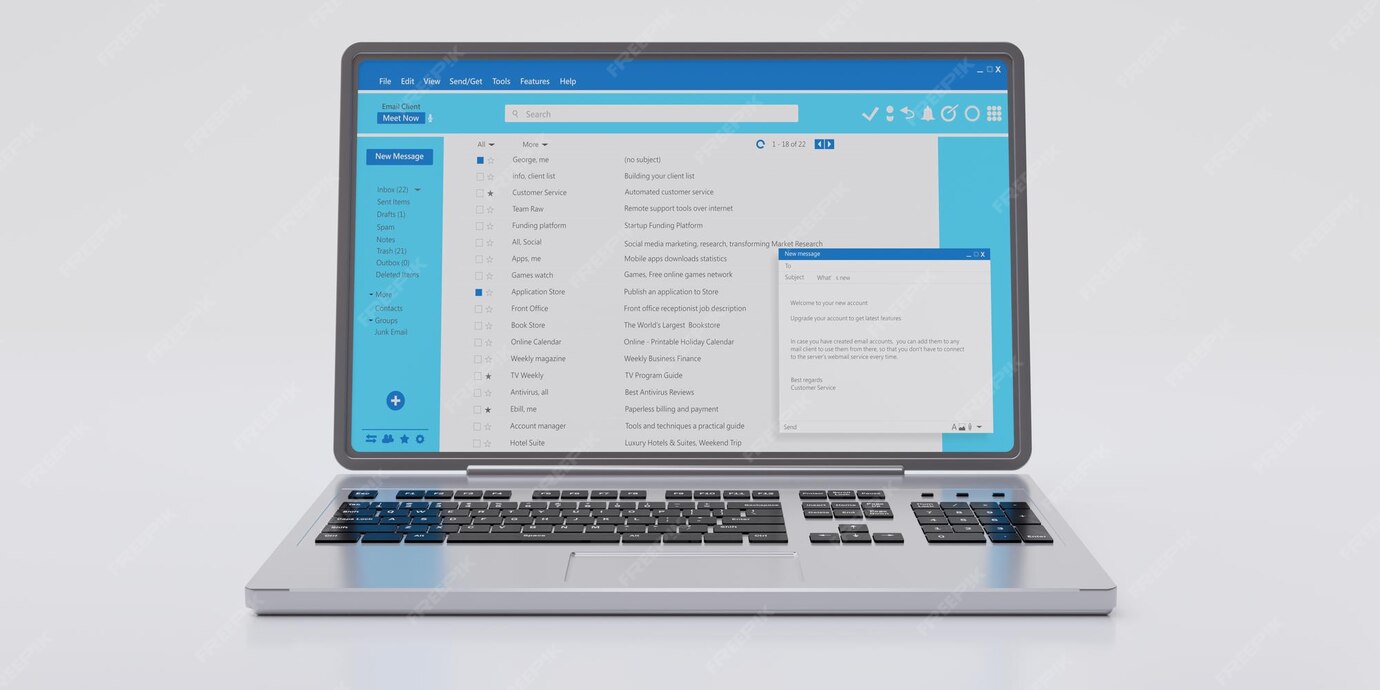 File Edit View Send/Get Tools Features Help
Email Client
Meet Now
Search
New Message
Inbox (22)
Sent Items
Drafts (1)
Spam
Notes
Trash (21)
Outbox (0)
Deleted Items
More
Contacts
Groups
Junk Email
All More 1 - 18 of 22
George, me (no subject)
info, client list Building your client list
Customer Service Automated customer service
Team Raw Remote support tools over internet
Funding platform Startup Funding Platform
All, Social Social media marketing, research, transforming Market Research
Apps, me Mobile apps downloads statistics
Games watch Games, Free online games network
Application Store Publish an application to Store
Front Office Front office receptionist job description
Book Store The World's Largest Bookstore
Online Calendar Online - Printable Holiday Calendar
Weekly magazine Weekly Business Finance
TV Weekly TV Program Guide
Antivirus, all Best Antivirus Reviews
Ebill, me Paperless billing and payment
Account manager Tools and techniques a practical guide
Hotel Suite Luxury Hotels & Suites, Weekend Trip
New message
To
Subject What s new
Welcome to your new account
Upgrade your account to get latest features
In case you have created email accounts, you can add them to any
mail client to use them from there, so that you don't have to connect
to the server's webmail service every time.
Best regards
Customer Service
Send
FREEPIK